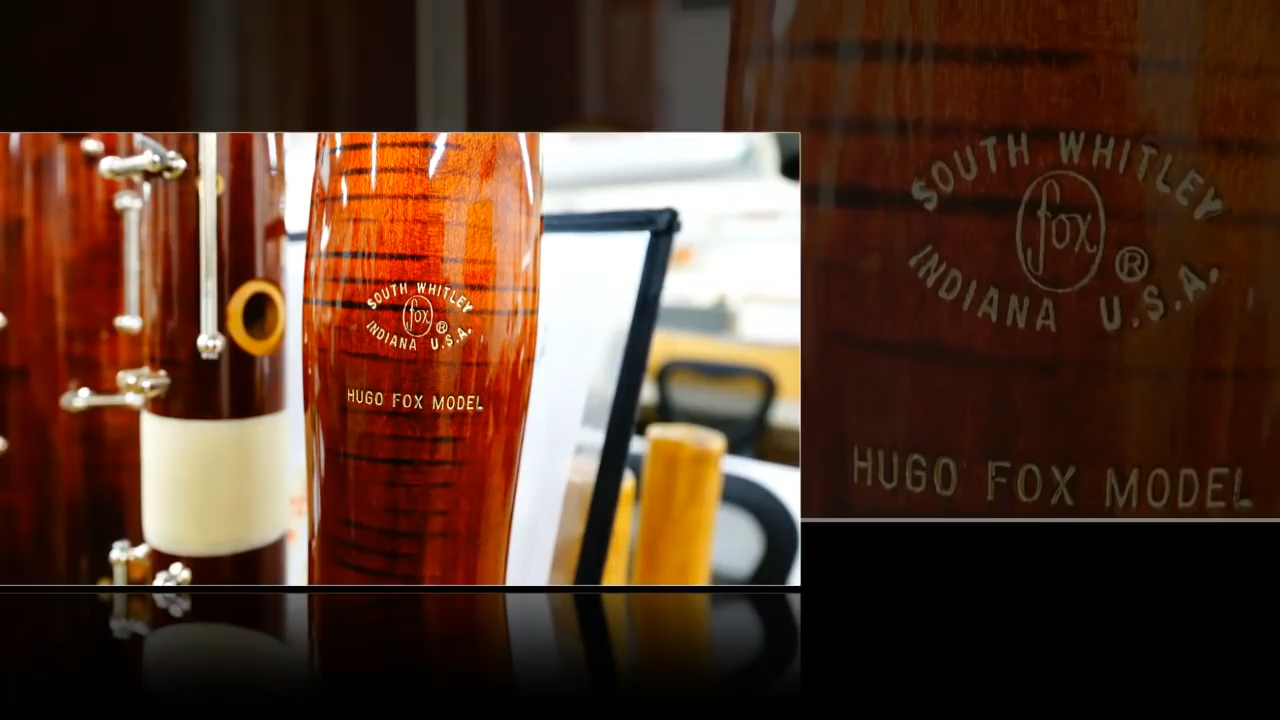 SOUTH WHITLEY
fox ®
INDIANA U.S.A.
HUGO FOX MODEL
SOUTH WHITLEY
fox ®
INDIANA U.S.A.
HUGO FOX MODEL